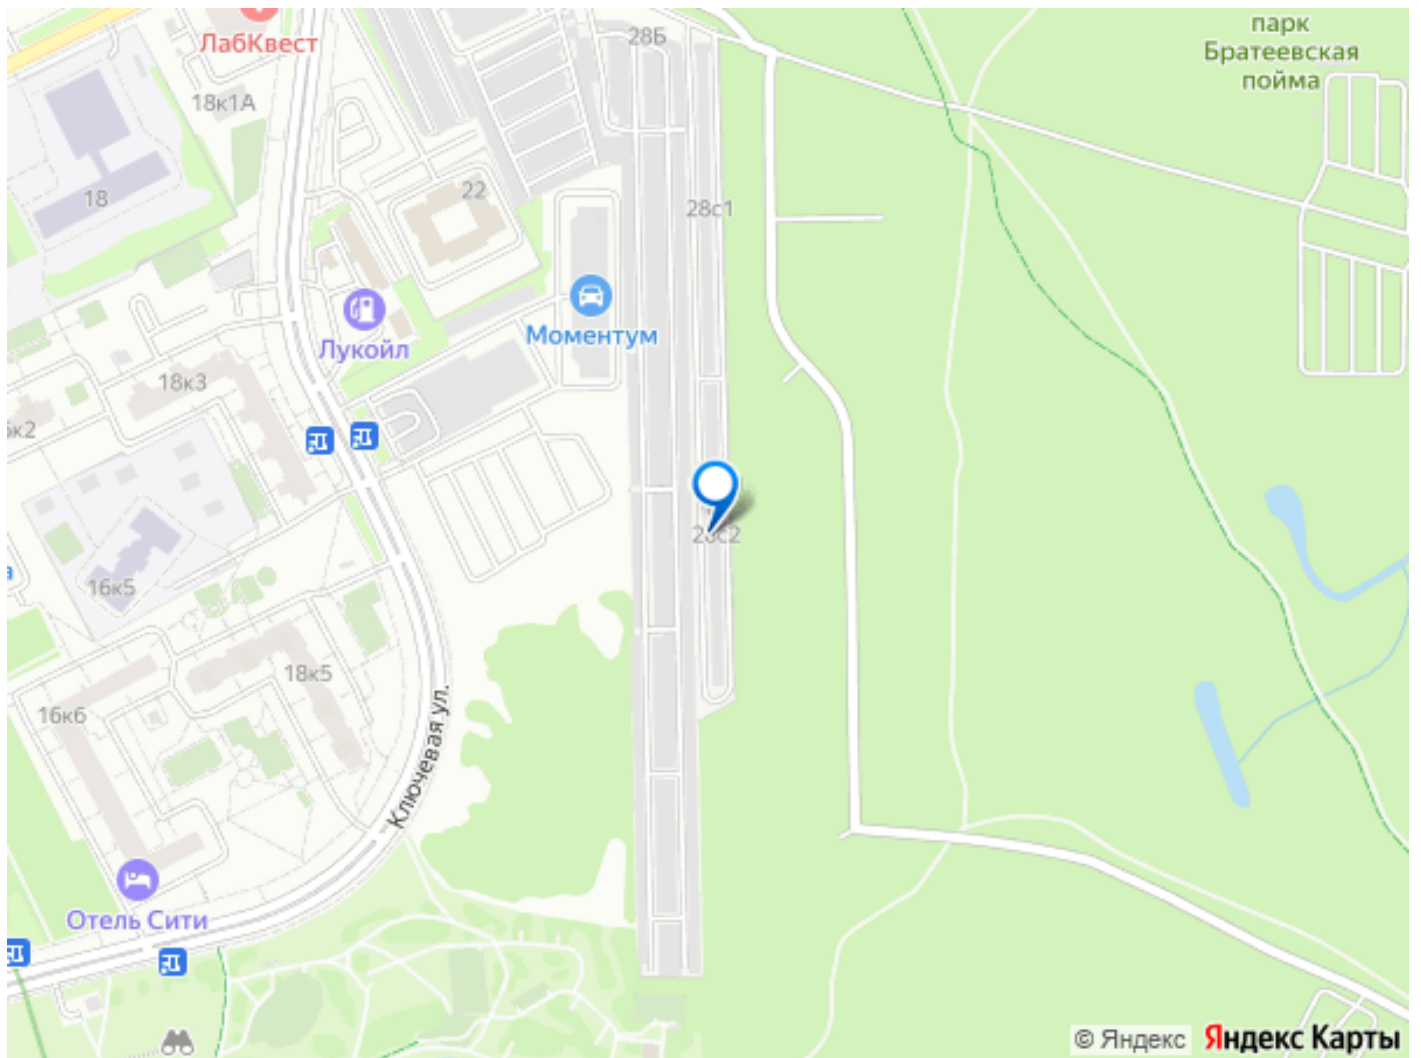 ЛабКвест
28Б
парк
Братеевская
пойма
18к1А
18
22
28с1
Моментум
Лукойл
18к3
28с2
16к5
18к5
16к6
Ключевая ул.
Отель Сити
© Яндекс
Яндекс Карты